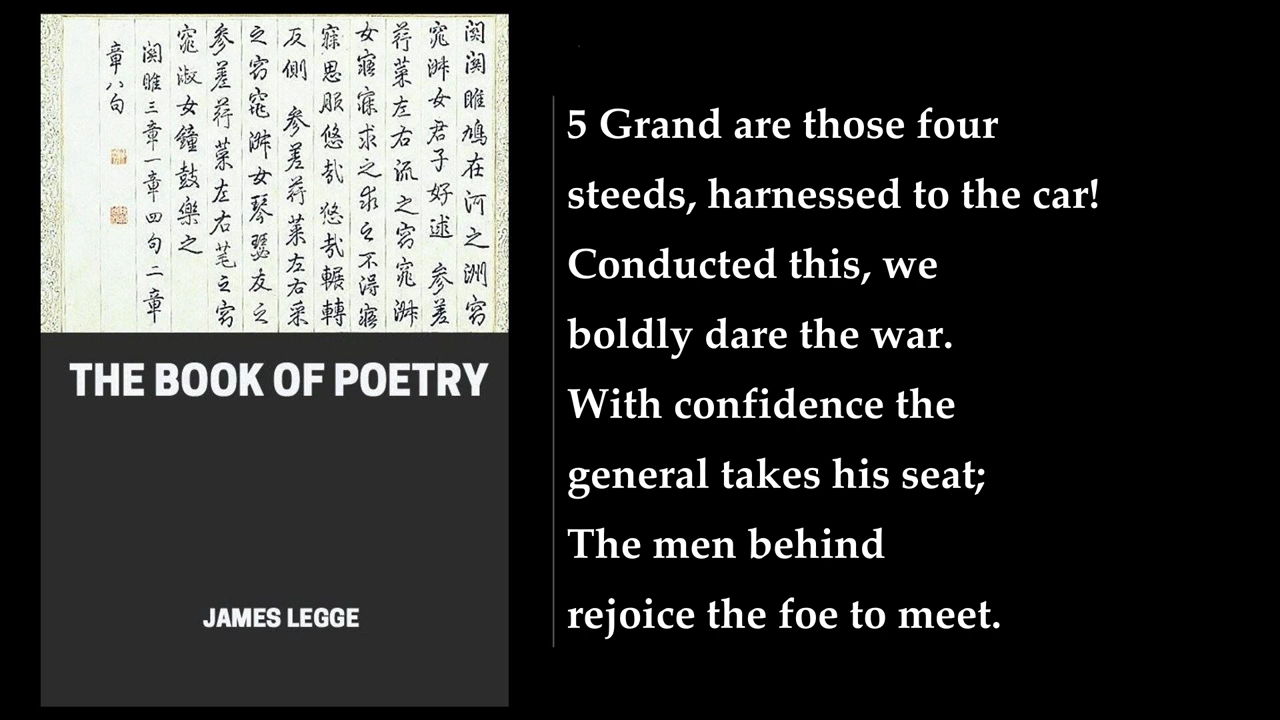 關關雎鳩在河之洲窈
窕淑女君子好逑 参差
荇菜左右流之窈窕淑
女寤寐求之求之不得寤
寐思服悠哉悠哉輾轉
反側 参差荇菜左右采
之窈窕淑女琴瑟友之
参差荇菜左右芼之窈
窕淑女鐘鼓樂之
關雎三章一章四句二章
章八句
THE BOOK OF POETRY
JAMES LEGGE
5 Grand are those four
steeds, harnessed to the car!
Conducted this, we
boldly dare the war.
With confidence the
general takes his seat;
The men behind
rejoice the foe to meet.